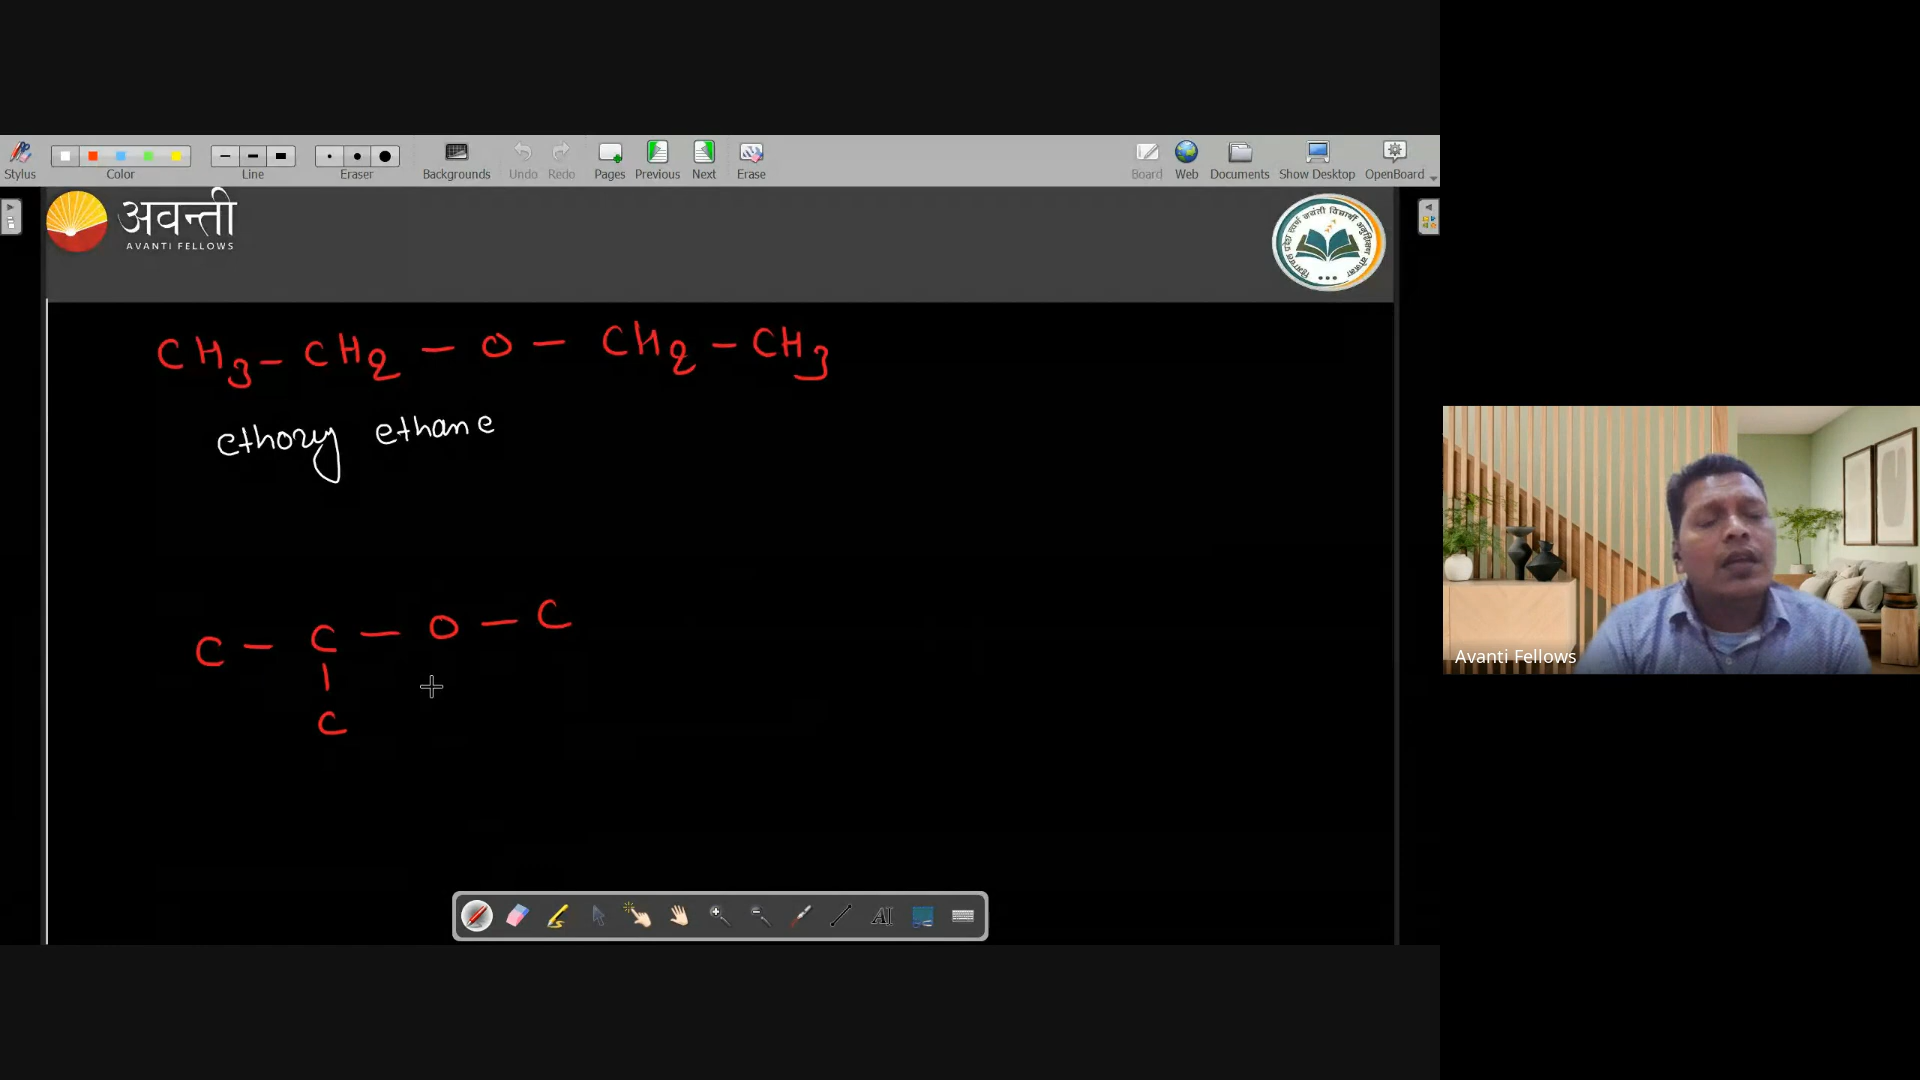 Stylus
Color
Line
Eraser
Backgrounds
Undo
Redo
Pages
Previous
Next
Erase
Board
Web
Documents
Show Desktop
OpenBoard
अवन्ती
AVANTI FELLOWS
CH3 - CH2 - O - CH2 - CH3
ethoxy ethane
C - C - O - C
|
C
Avanti Fellows